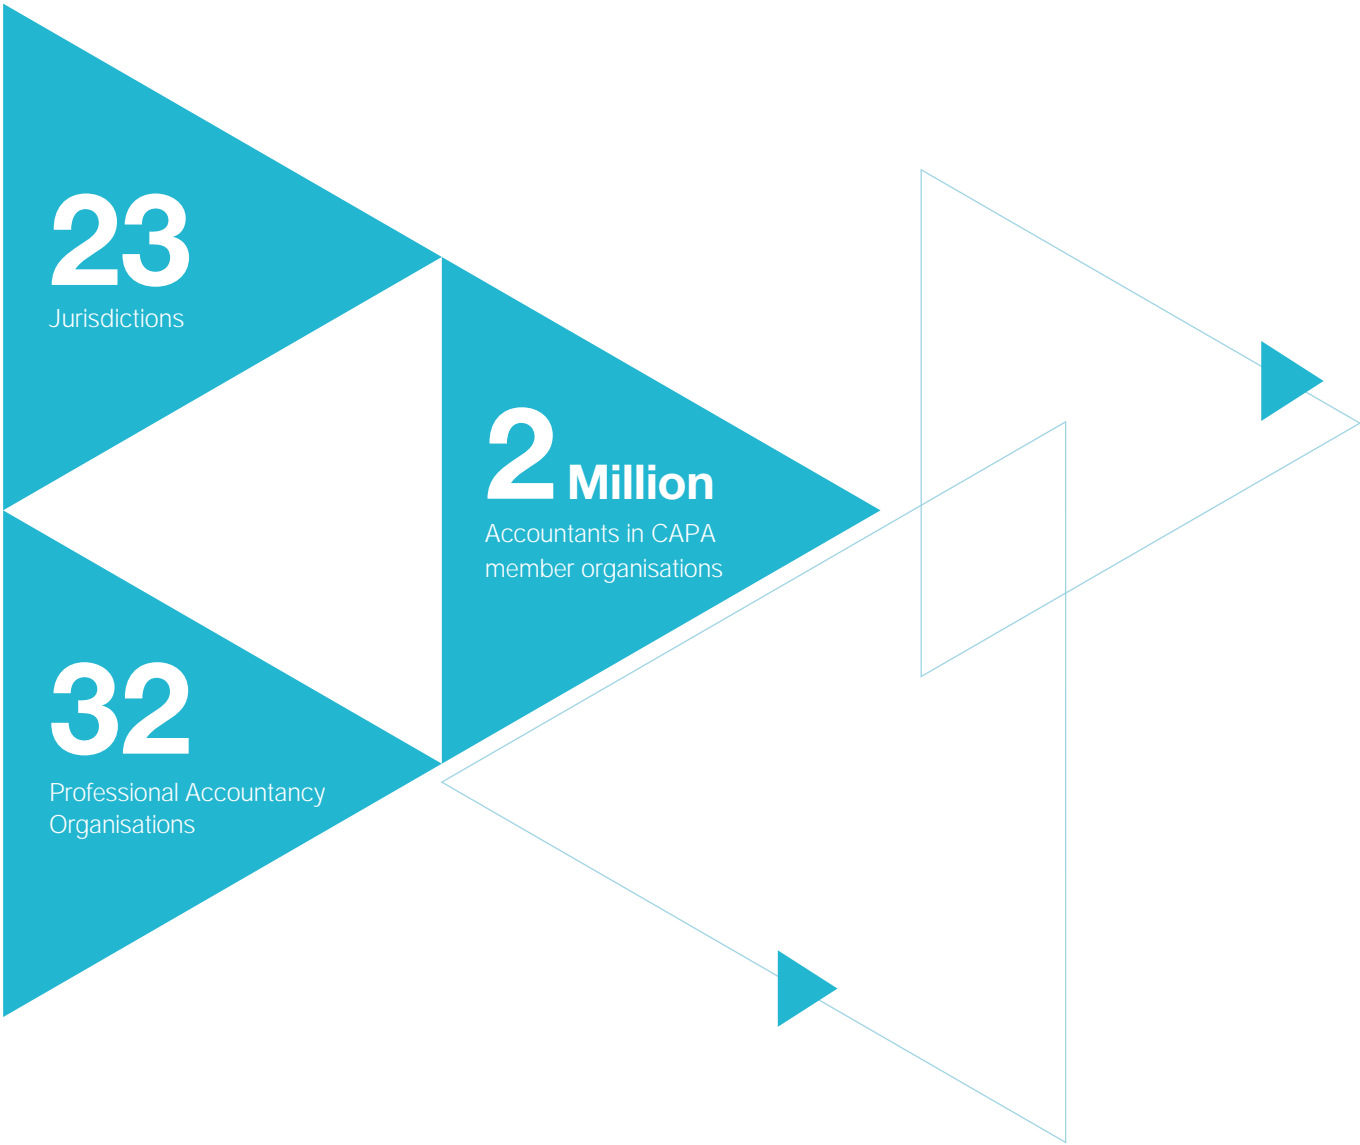 23
Jurisdictions
2 Million
Accountants in CAPA
member organisations
32
Professional Accountancy
Organisations